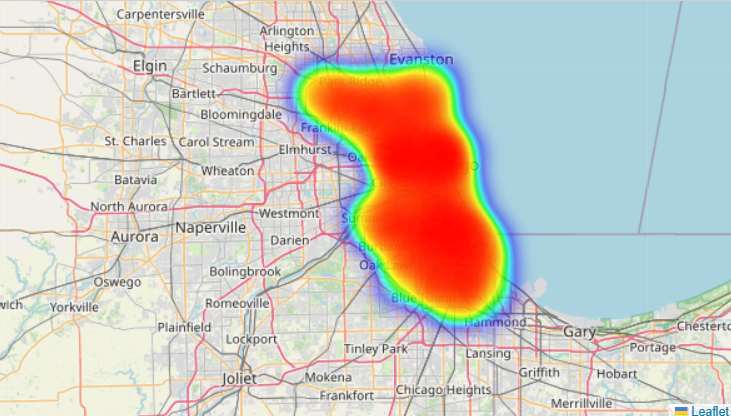 Carpentersville
Arlington
Heights
Evanston
Elgin
Schaumburg
Bartlett
Bloomingdale
St. Charles
Carol Stream
Elmhurst
Wheaton
Batavia
North Aurora
Westmont
Naperville
Aurora
Darien
Bolingbrook
Oswego
wich
Yorkville
Romeoville
Plainfield
Lockport
Hammond
Gary
Chesterto
Portage
Tinley Park
Lansing
Joliet
Mokena
Griffith
Hobart
Frankfort
Chicago Heights
Merrillville
Leaflet